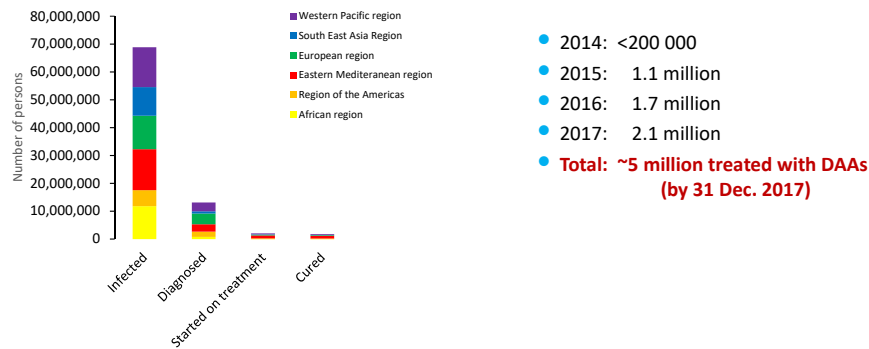 80,000,000
70,000,000
60,000,000
50,000,000
40,000,000
30,000,000
20,000,000
10,000,000
0
Number of persons
Infected
Diagnosed
Started on treatment
Cured
Western Pacific region
South East Asia Region
European region
Eastern Mediteranean region
Region of the Americas
African region
2014: <200 000
2015: 1.1 million
2016: 1.7 million
2017: 2.1 million
Total: ~5 million treated with DAAs
(by 31 Dec. 2017)